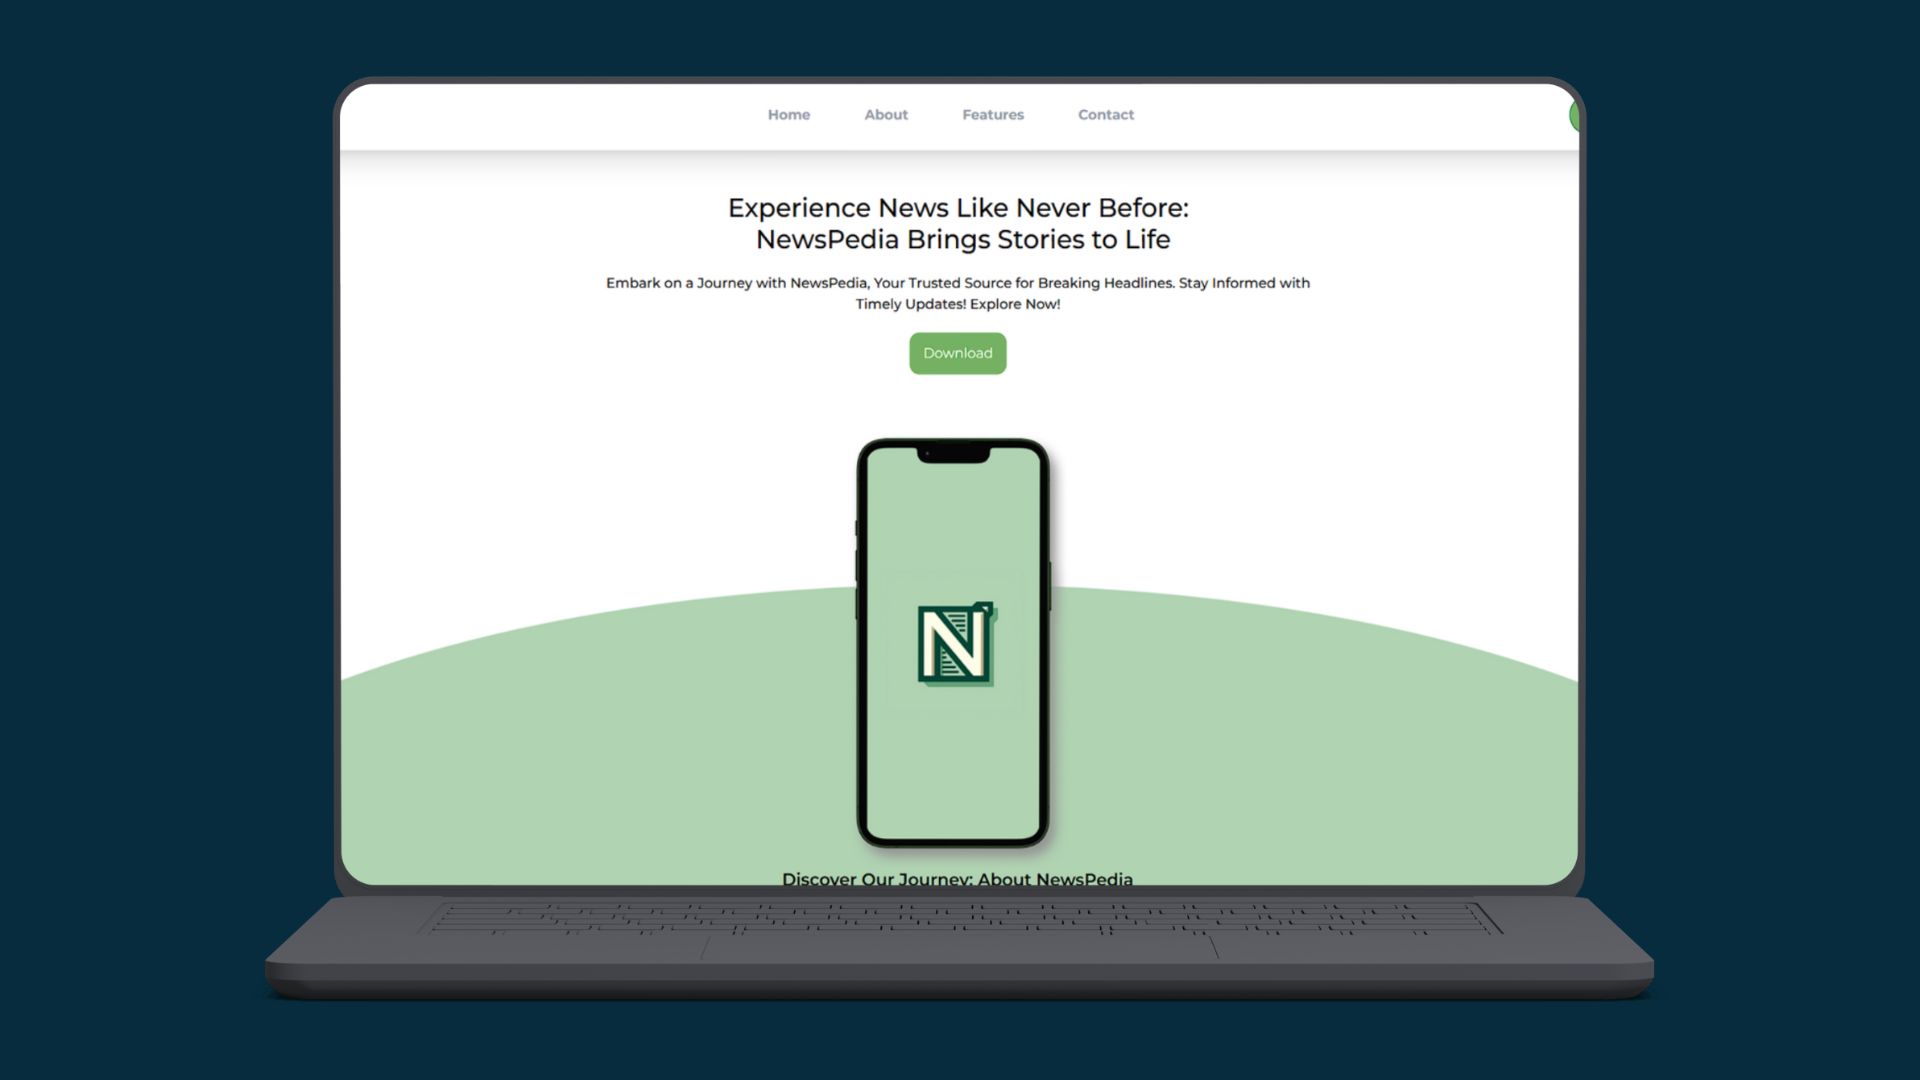 Home About Features Contact
Experience News Like Never Before:
NewsPedia Brings Stories to Life
Embark on a Journey with NewsPedia, Your Trusted Source for Breaking Headlines. Stay Informed with
Timely Updates! Explore Now!
Download
N
Discover Our Journey: About NewsPedia